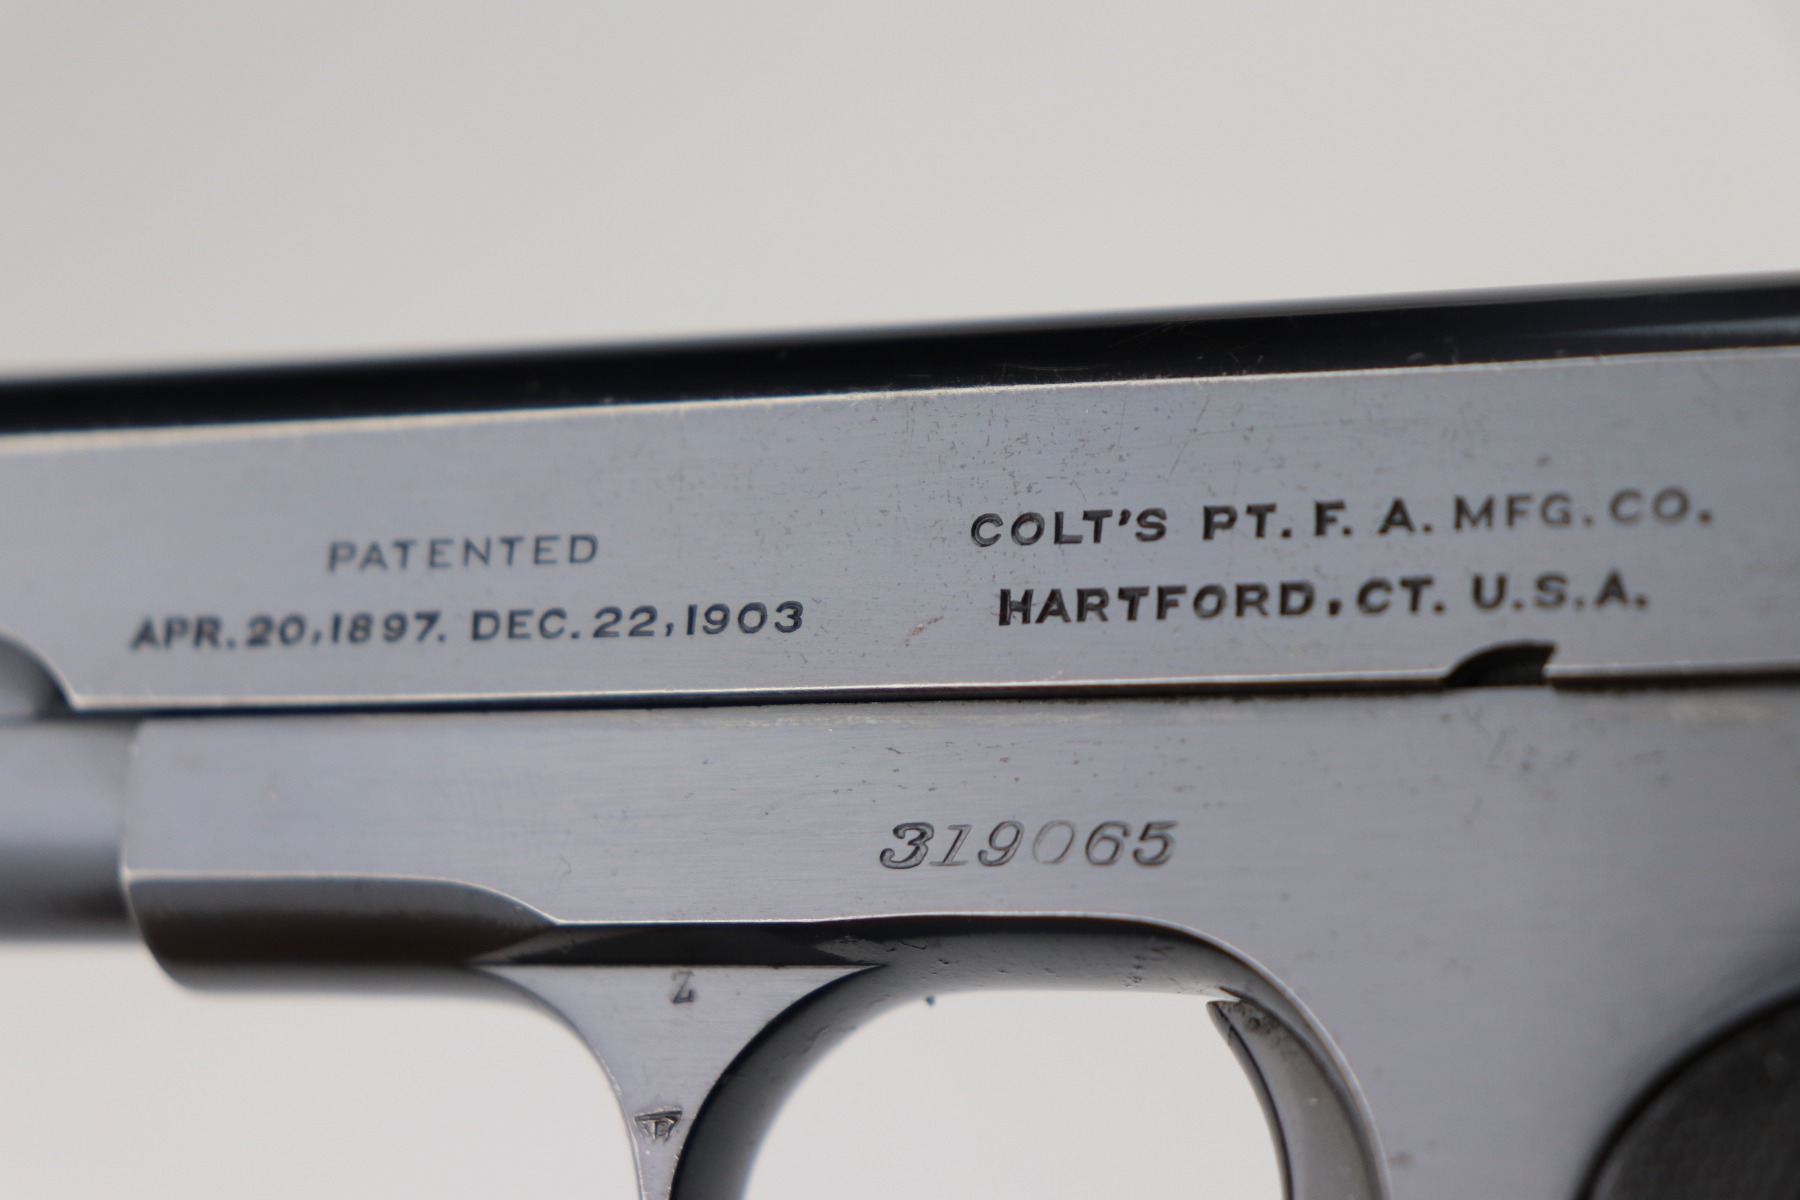 PATENTED
APR. 20, 1897. DEC. 22, 1903
COLT'S PT. F. A. MFG. CO.
HARTFORD, CT. U.S.A.
319065
Z